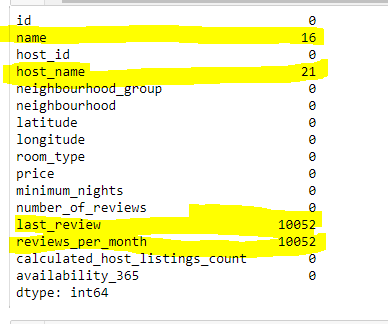 id 0
name 16
host_id 0
host_name 21
neighbourhood_group 0
neighbourhood 0
latitude 0
longitude 0
room_type 0
price 0
minimum_nights 0
number_of_reviews 0
last_review 10052
reviews_per_month 10052
calculated_host_listings_count 0
availability_365 0
dtype: int64